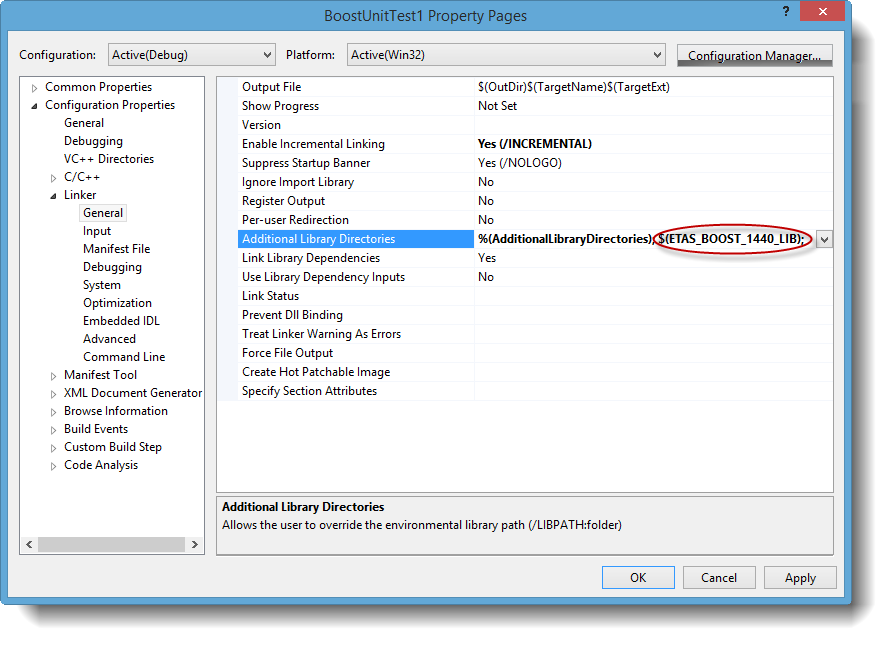 BoostUnitTest1 Property Pages
?
Configuration: Active(Debug) Platform: Active(Win32) Configuration Manager...
Common Properties
Configuration Properties
General
Debugging
VC++ Directories
C/C++
Linker
General
Input
Manifest File
Debugging
System
Optimization
Embedded IDL
Advanced
Command Line
Manifest Tool
XML Document Generator
Browse Information
Build Events
Custom Build Step
Code Analysis
Output File $(OutDir)$(TargetName)$(TargetExt)
Show Progress Not Set
Version
Enable Incremental Linking Yes (/INCREMENTAL)
Suppress Startup Banner Yes (/NOLOGO)
Ignore Import Library No
Register Output No
Per-user Redirection No
Additional Library Directories %(AdditionalLibraryDirectories);$(ETAS_BOOST_1440_LIB);
Link Library Dependencies Yes
Use Library Dependency Inputs No
Link Status
Prevent Dll Binding
Treat Linker Warning As Errors
Force File Output
Create Hot Patchable Image
Specify Section Attributes
Additional Library Directories
Allows the user to override the environmental library path (/LIBPATH:folder)
OK Cancel Apply